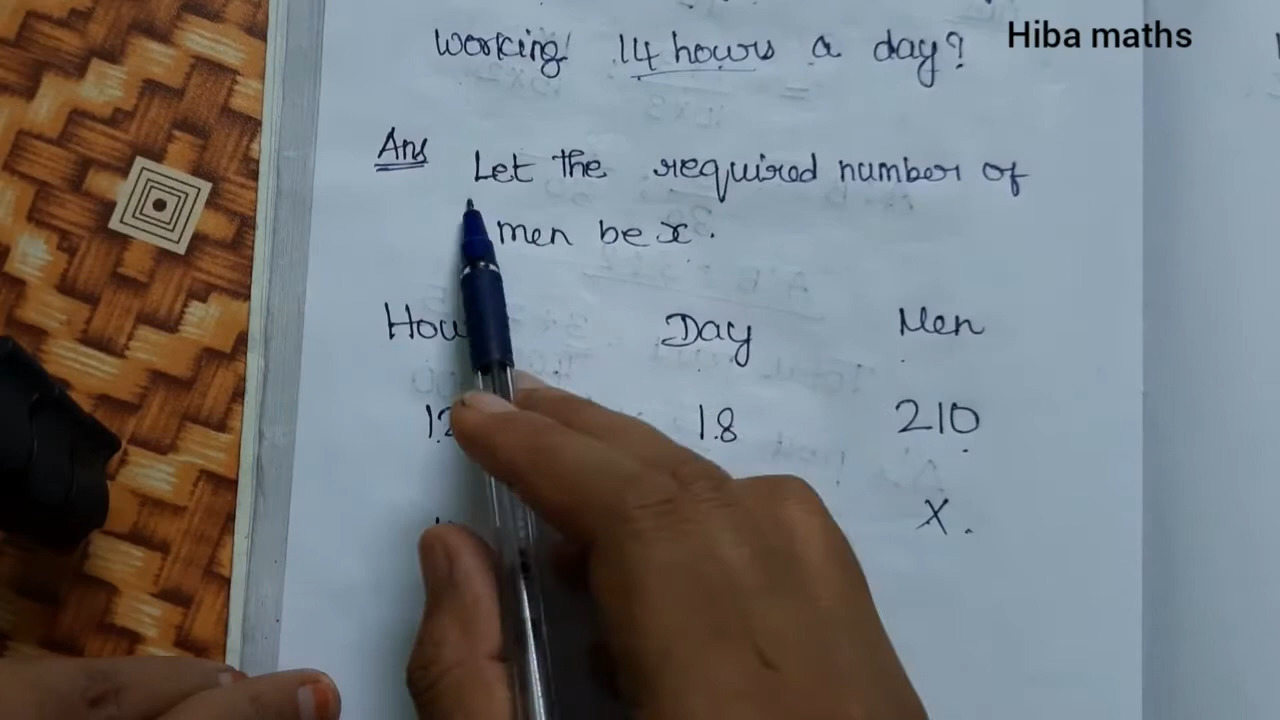 Hiba maths
working 14 hours a day?
Ans Let the required number of
men be x.
Day Men
18 210
X.